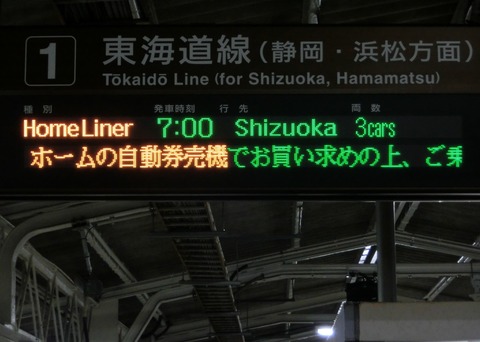 1 東海道線(静岡・浜松方面)
Tōkaidō Line (for Shizuoka, Hamamatsu)
種別 発車時刻 行先 両数
HomeLiner 7:00 Shizuoka 3cars
ホームの自動券売機でお買い求めの上、ご乗